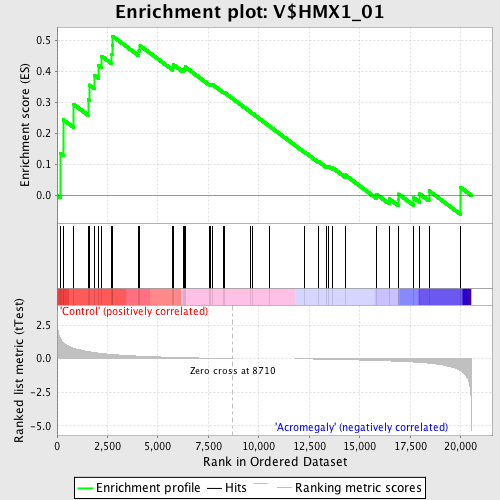 Enrichment plot: V$HMX1_01
Enrichment score (ES)
0.5
0.4
0.3
0.2
0.1
0.0
'Control' (positively correlated)
Ranked list metric (tTest)
2.5
0.0
-2.5
-5.0
Zero cross at 8710
'Acromegaly' (negatively correlated)
0 2,500 5,000 7,500 10,000 12,500 15,000 17,500 20,000
Rank in Ordered Dataset
Enrichment profile Hits Ranking metric scores